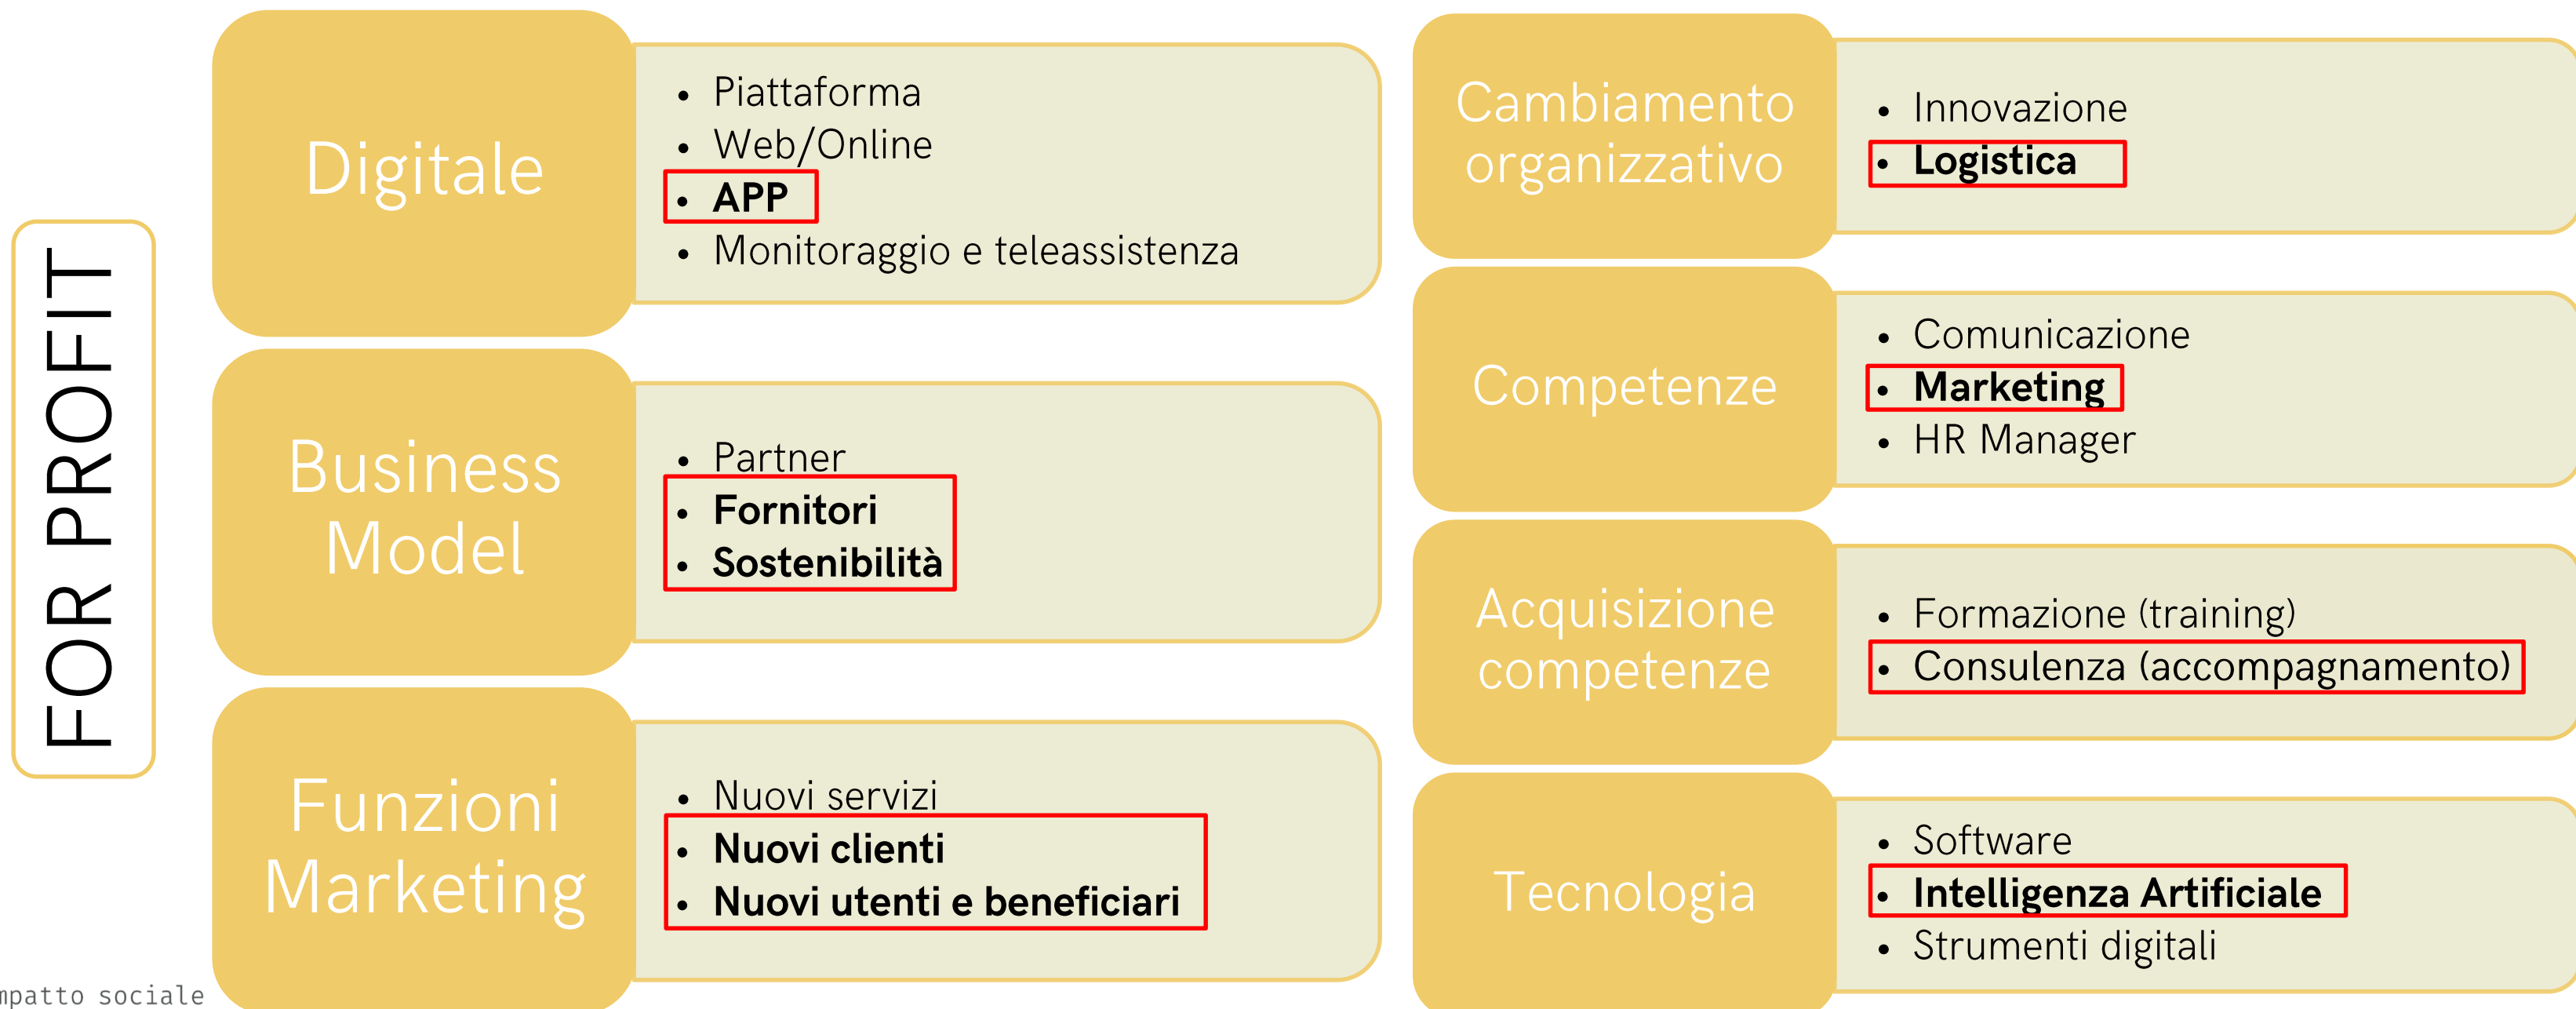 FOR PROFIT
Digitale
• Piattaforma
• Web/Online
• APP
• Monitoraggio e teleassistenza
Business
Model
• Partner
• Fornitori
• Sostenibilità
Funzioni
Marketing
• Nuovi servizi
• Nuovi clienti
• Nuovi utenti e beneficiari
Cambiamento
organizzativo
• Innovazione
• Logistica
Competenze
• Comunicazione
• Marketing
• HR Manager
Acquisizione
competenze
• Formazione (training)
• Consulenza (accompagnamento)
Tecnologia
• Software
• Intelligenza Artificiale
• Strumenti digitali
mpatto sociale